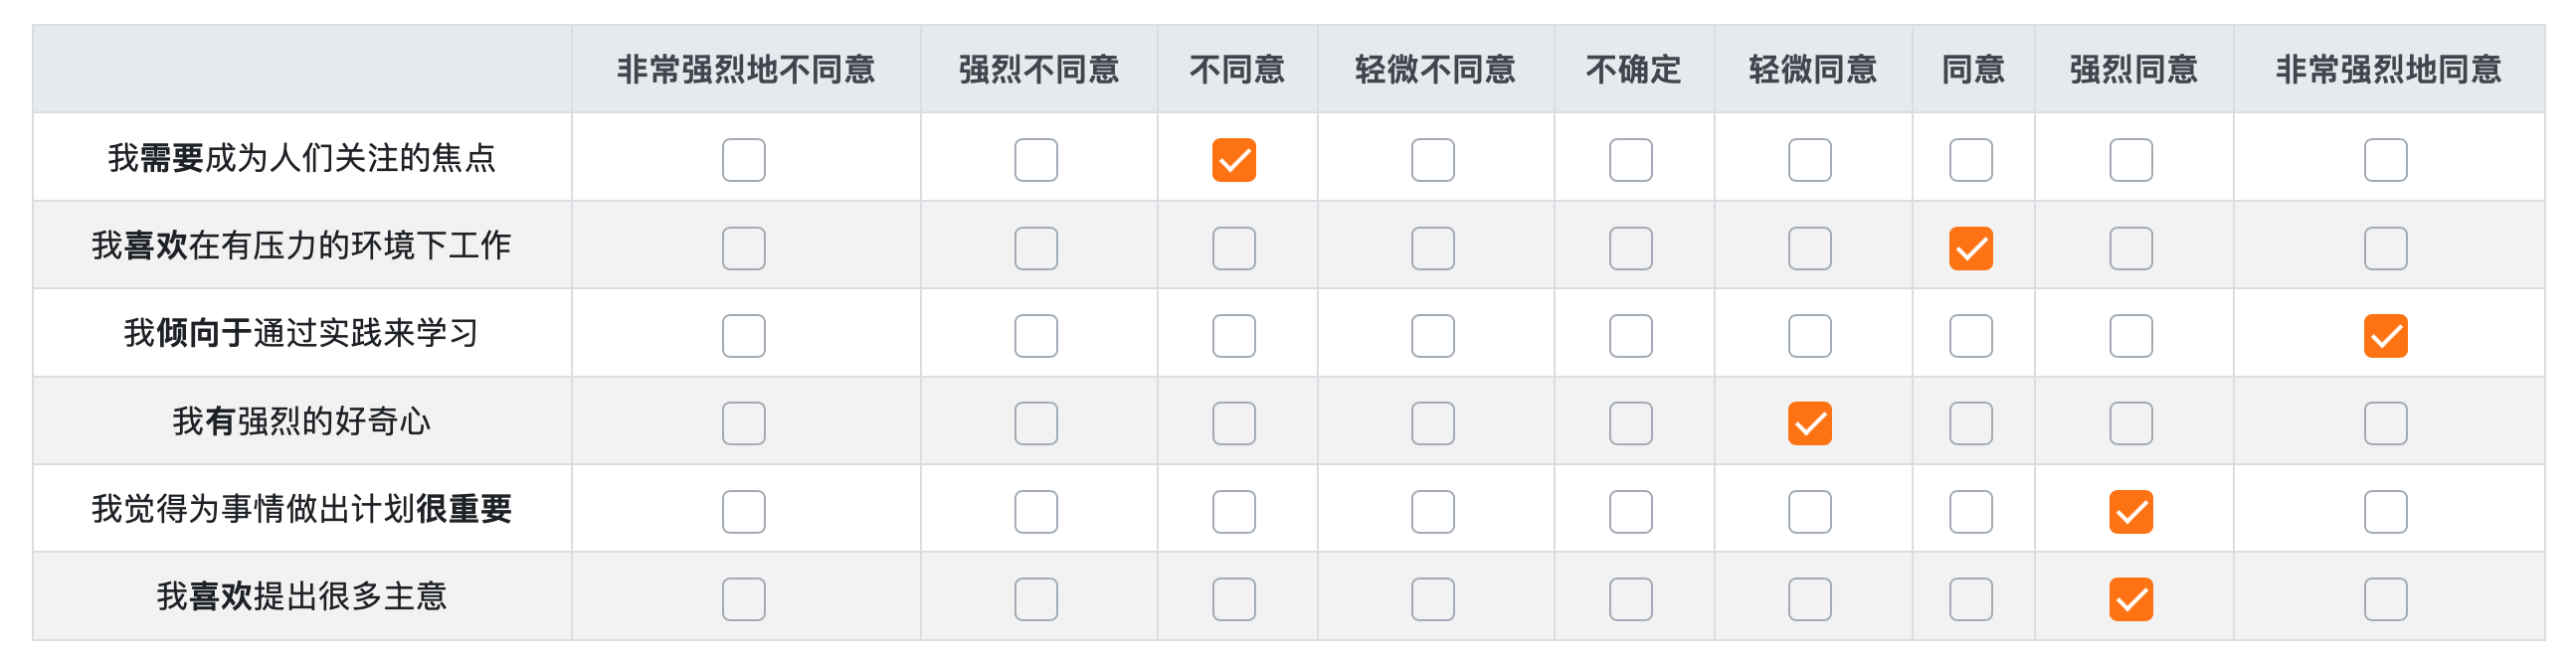 非常强烈地不同意 强烈不同意 不同意 轻微不同意 不确定 轻微同意 同意 强烈同意 非常强烈地同意
我需要成为人们关注的焦点
我喜欢在有压力的环境下工作
我倾向于通过实践来学习
我有强烈的好奇心
我觉得为事情做出计划很重要
我喜欢提出很多主意